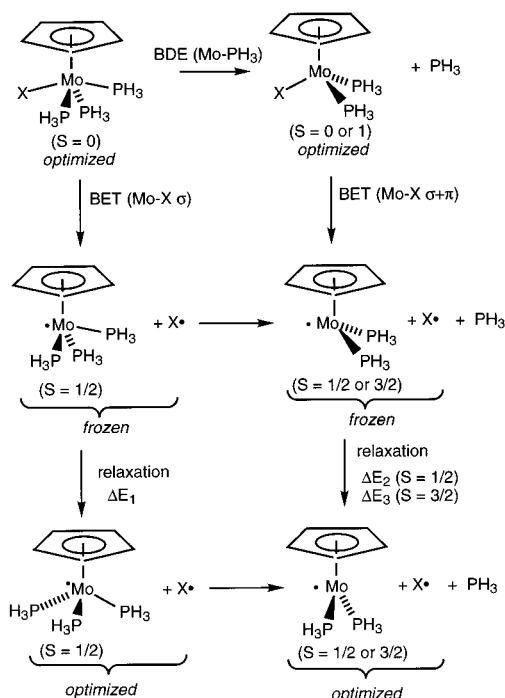 BDE (Mo-PH3)
Mo
X
PH3
H3P PH3
(S = 0)
optimized
Mo
X
PH3
PH3
+ PH3
(S = 0 or 1)
optimized
BET (Mo-X σ)
BET (Mo-X σ+π)
•Mo
PH3
H3P PH3
+ X•
(S = 1/2)
frozen
• Mo
PH3
PH3
+ X• + PH3
(S = 1/2 or 3/2)
frozen
relaxation
ΔE1
relaxation
ΔE2 (S = 1/2)
ΔE3 (S = 3/2)
•Mo
H3P
PH3
H3P
+ X•
(S = 1/2)
optimized
• Mo
H3P PH3
+ X• + PH3
(S = 1/2 or 3/2)
optimized